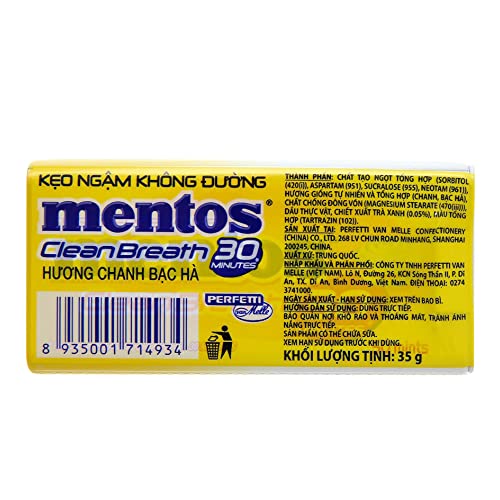 KẸO NGẬM KHÔNG ĐƯỜNG
mentos®
CleanBreath 30
MINUTES
HƯƠNG CHANH BẠC HÀ
PERFETTI
van Melle
8 935001 714934
THÀNH PHẦN: CHẤT TẠO NGỌT TỔNG HỢP (SORBITOL
(420(i)), ASPARTAM (951), SUCRALOSE (955), NEOTAM (961)),
HƯƠNG GIỐNG TỰ NHIÊN VÀ TỔNG HỢP (CHANH, BẠC HÀ),
CHẤT CHỐNG ĐÔNG VÓN (MAGNESIUM STEARATE (470(iii))),
DẦU THỰC VẬT, CHIẾT XUẤT TRÀ XANH (0.05%), MÀU TỔNG
HỢP (TARTRAZIN (102)).
SẢN XUẤT TẠI: PERFETTI VAN MELLE CONFECTIONERY
(CHINA) CO., LTD. 268 LV CHUN ROAD MINHANG, SHANGHAI
200245, CHINA.
XUẤT XỨ: TRUNG QUỐC.
NHẬP KHẨU VÀ PHÂN PHỐI: CÔNG TY TNHH PERFETTI VAN
MELLE (VIỆT NAM). Lô N, Đường 26, KCN Sóng Thần II, P. Dĩ
An, TX. Dĩ An, Bình Dương, Việt Nam. Điện thoại: 0274
3741000.
NGÀY SẢN XUẤT - HẠN SỬ DỤNG: XEM TRÊN BAO BÌ.
HƯỚNG DẪN SỬ DỤNG: DÙNG TRỰC TIẾP.
BẢO QUẢN NƠI KHÔ RÁO VÀ THOÁNG MÁT, TRÁNH ÁNH
NẮNG TRỰC TIẾP.
SẢN PHẨM CÓ THỂ CHỨA SỮA.
XEM HẠN SỬ DỤNG TRƯỚC KHI DÙNG.
KHỐI LƯỢNG TỊNH: 35 g